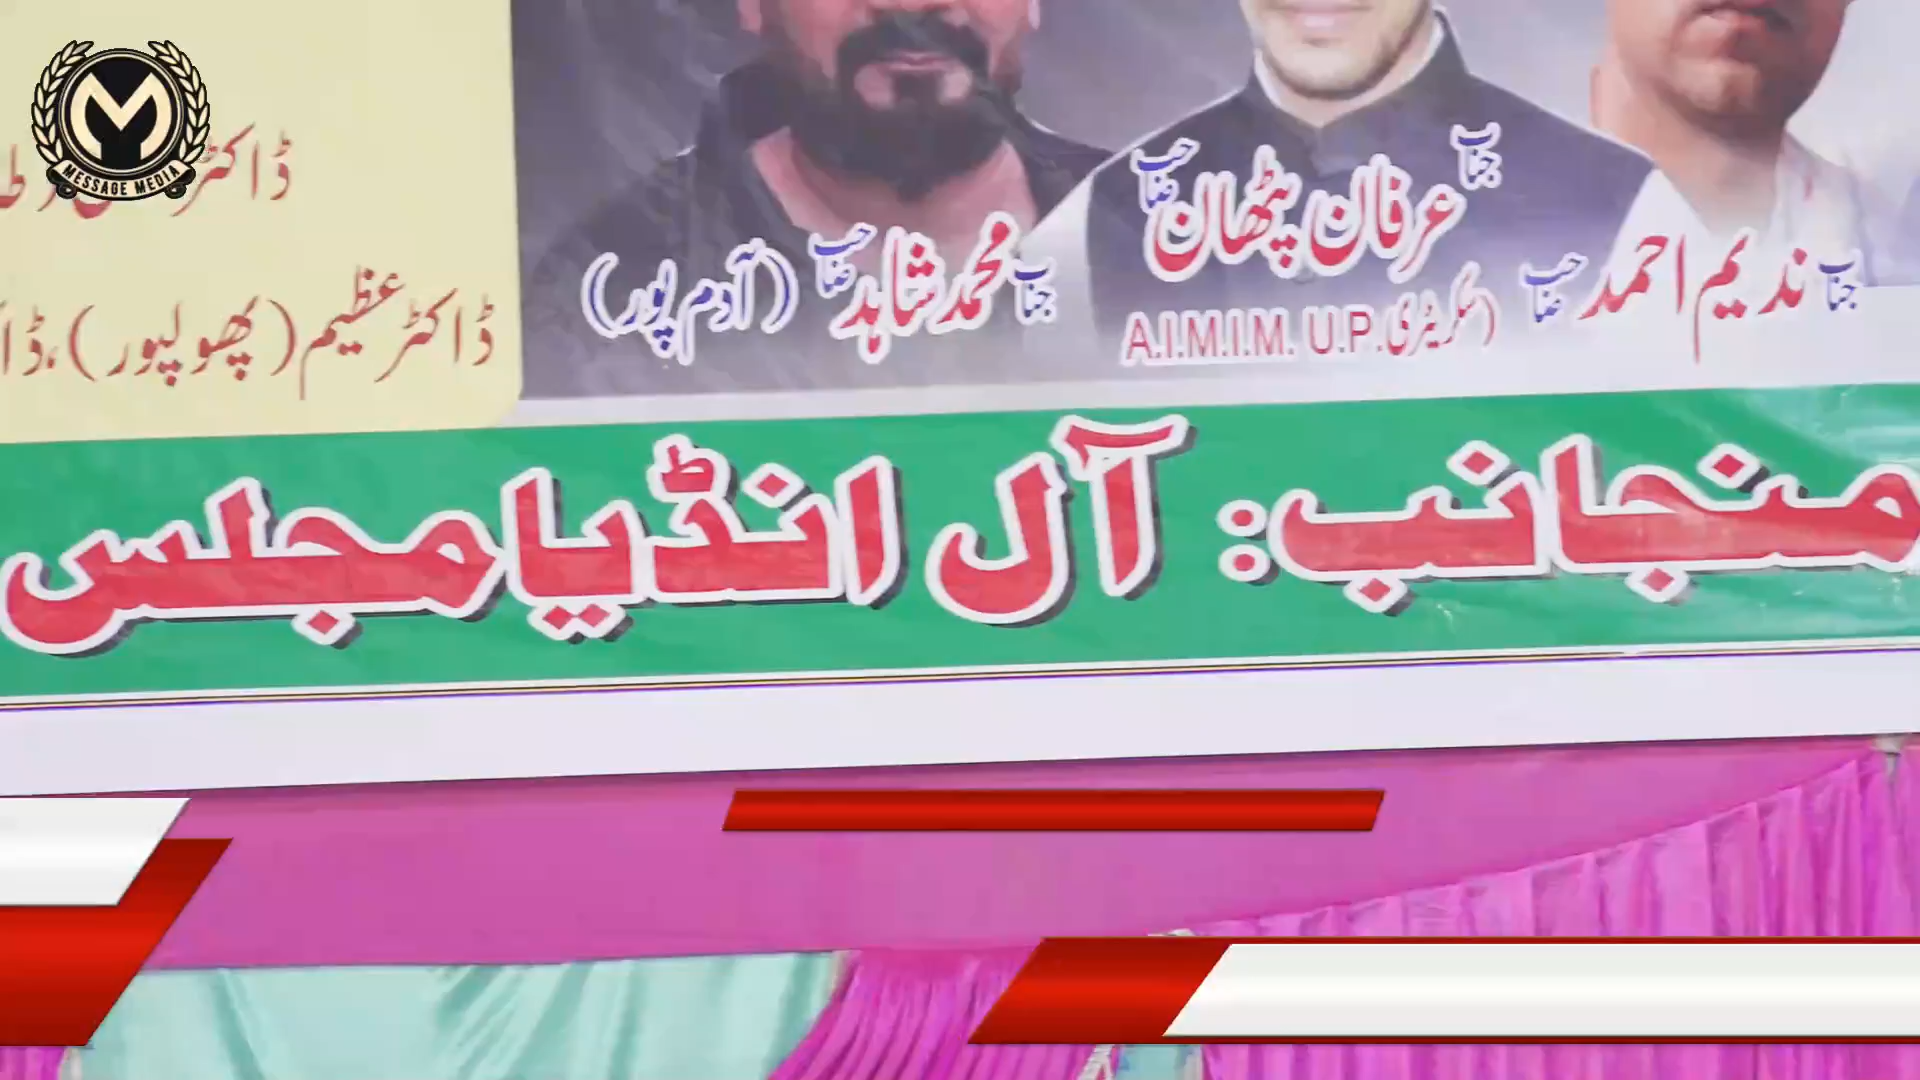 MESSAGE MEDIA
ڈاکٹر
ڈاکٹر عظیم (پھولپور)،
جناب عرفان پٹھان صاحب
(سکریٹری A.I.M.I.M. U.P.)
جناب محمد شاہد صاحب (آدم پور)
جناب ندیم احمد صاحب
منجانب: آل انڈیا مجلس